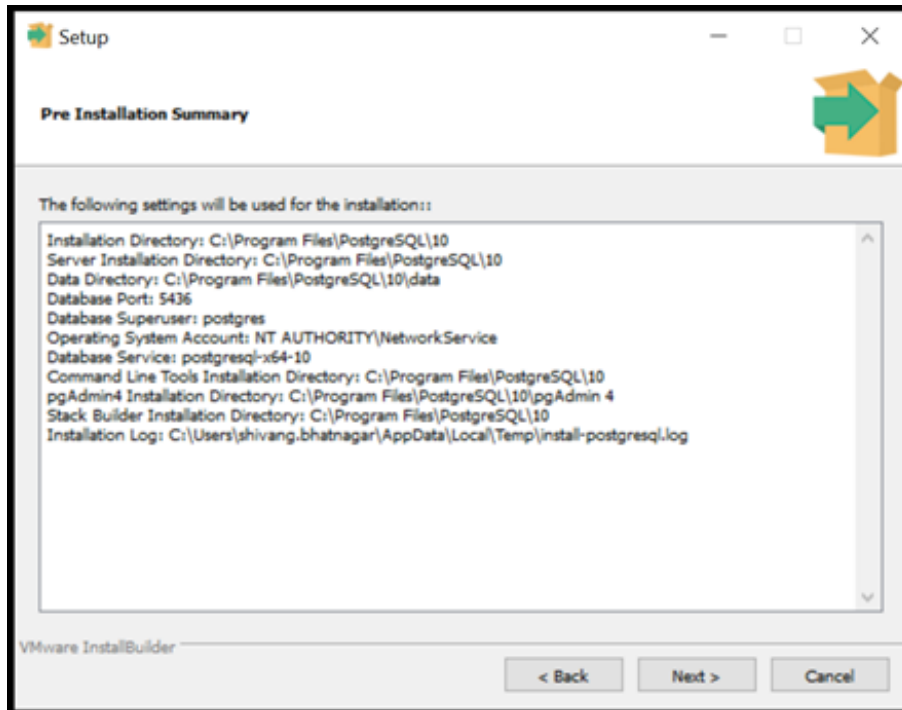 Setup
Pre Installation Summary
The following settings will be used for the installation::
Installation Directory: C:\Program Files\PostgreSQL\10
Server Installation Directory: C:\Program Files\PostgreSQL\10
Data Directory: C:\Program Files\PostgreSQL\10\data
Database Port: 5436
Database Superuser: postgres
Operating System Account: NT AUTHORITY\NetworkService
Database Service: postgresql-x64-10
Command Line Tools Installation Directory: C:\Program Files\PostgreSQL\10
pgAdmin4 Installation Directory: C:\Program Files\PostgreSQL\10\pgAdmin 4
Stack Builder Installation Directory: C:\Program Files\PostgreSQL\10
Installation Log: C:\Users\shivang.bhatnagar\AppData\Local\Temp\install-postgresql.log
VMware InstallBuilder
< Back Next > Cancel